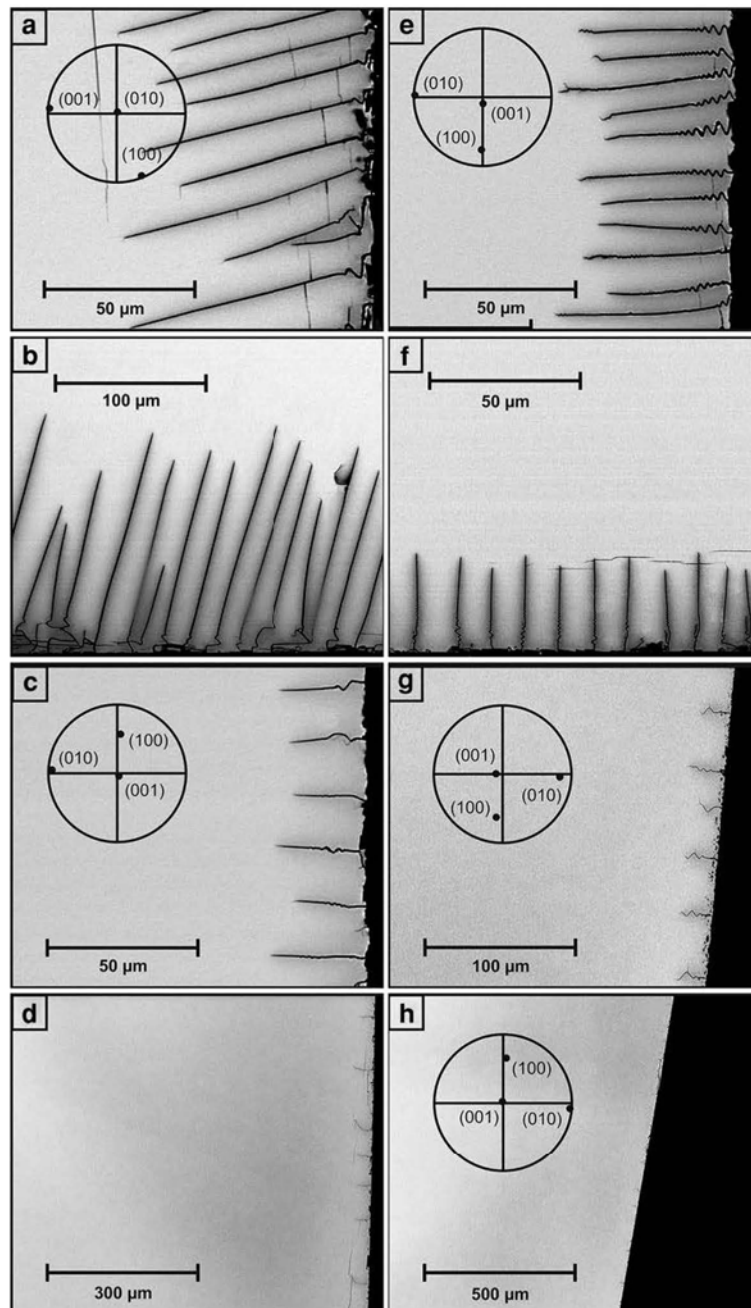 a
(001)
(010)
(100)
50 µm
e
(010)
(001)
(100)
50 µm
b
100 µm
f
50 µm
c
(100)
(010)
(001)
50 µm
g
(001)
(010)
(100)
100 µm
d
300 µm
h
(100)
(001)
(010)
500 µm